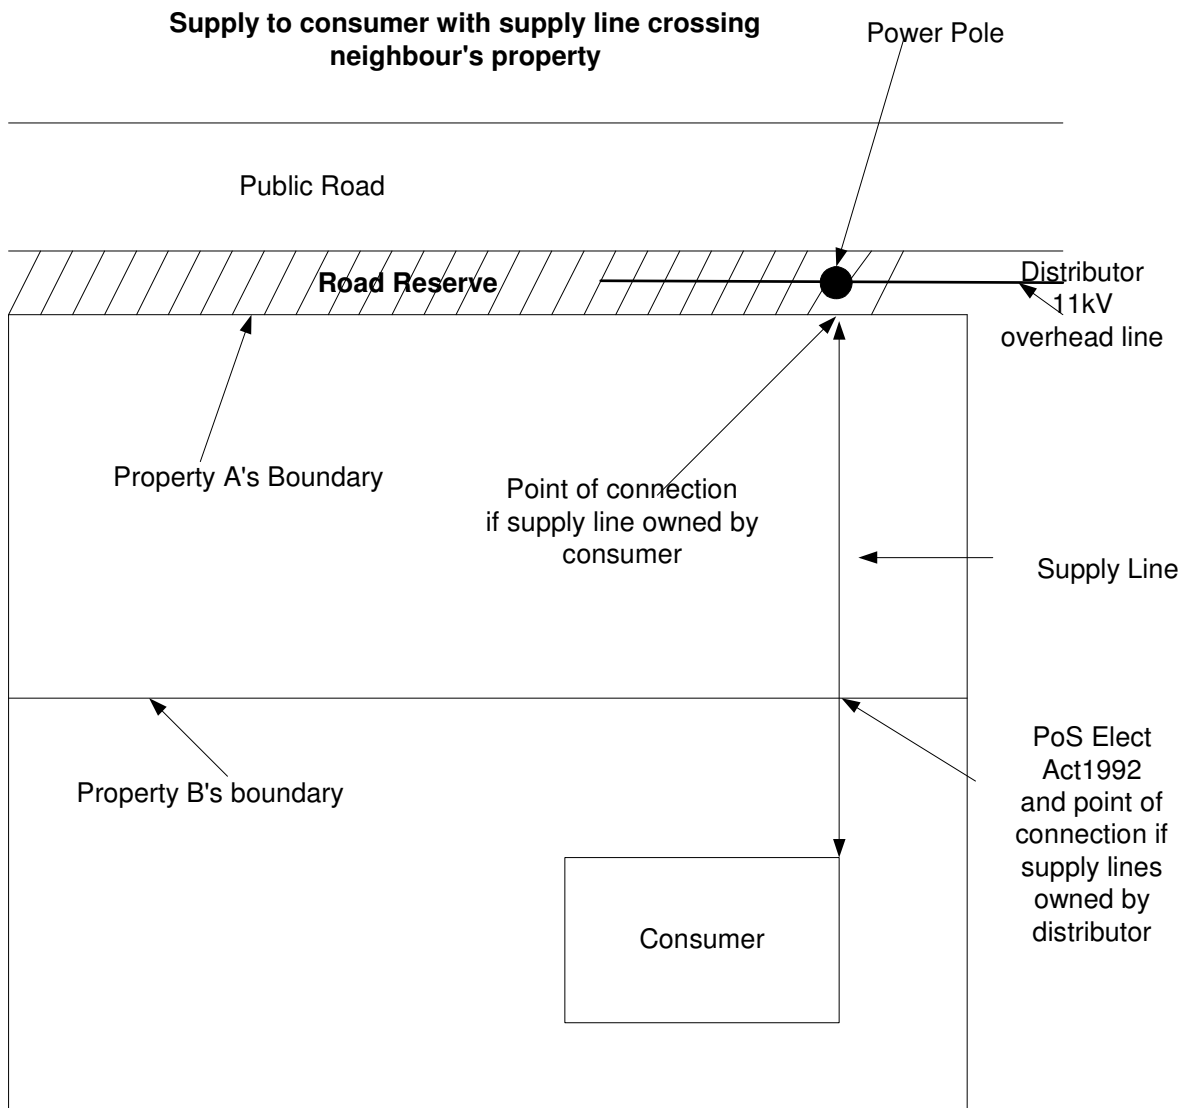 Supply to consumer with supply line crossing
neighbour's property
Power Pole
Public Road
Road Reserve
Distributor
11kV
overhead line
Property A's Boundary
Point of connection
if supply line owned by
consumer
Supply Line
Property B's boundary
PoS Elect
Act1992
and point of
connection if
supply lines
owned by
distributor
Consumer